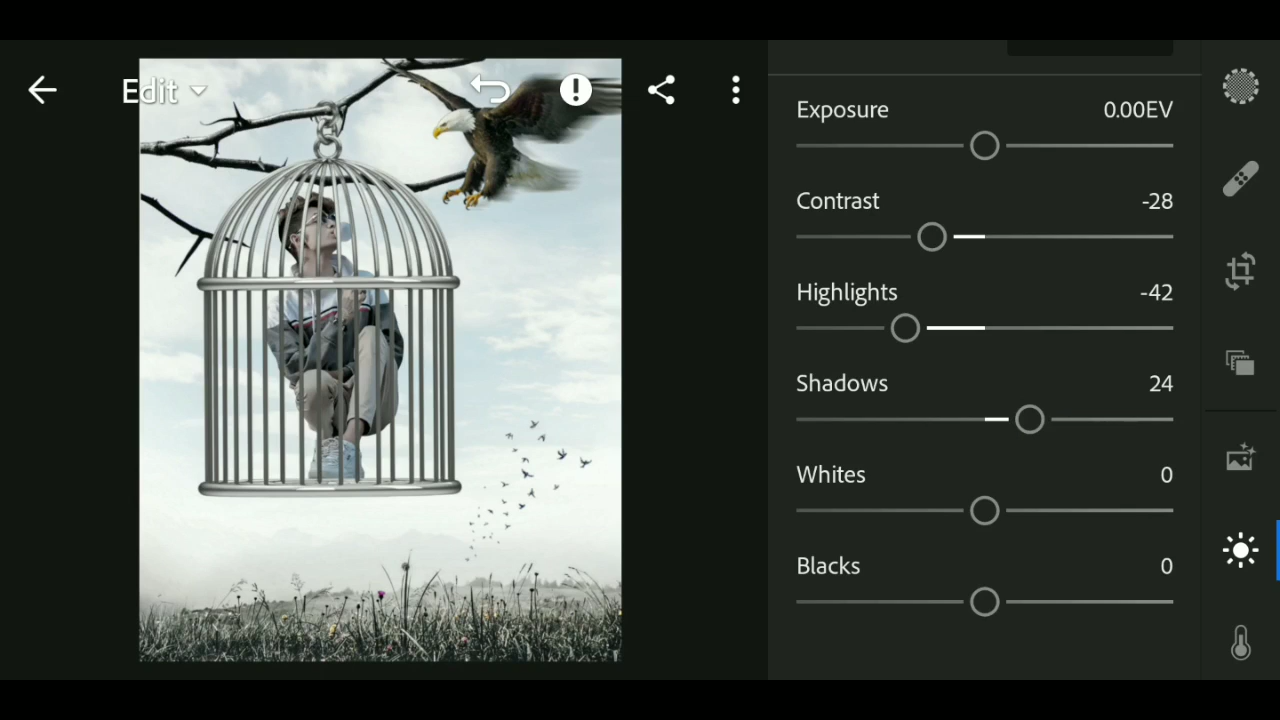 Edit
Exposure 0.00EV
Contrast -28
Highlights -42
Shadows 24
Whites 0
Blacks 0